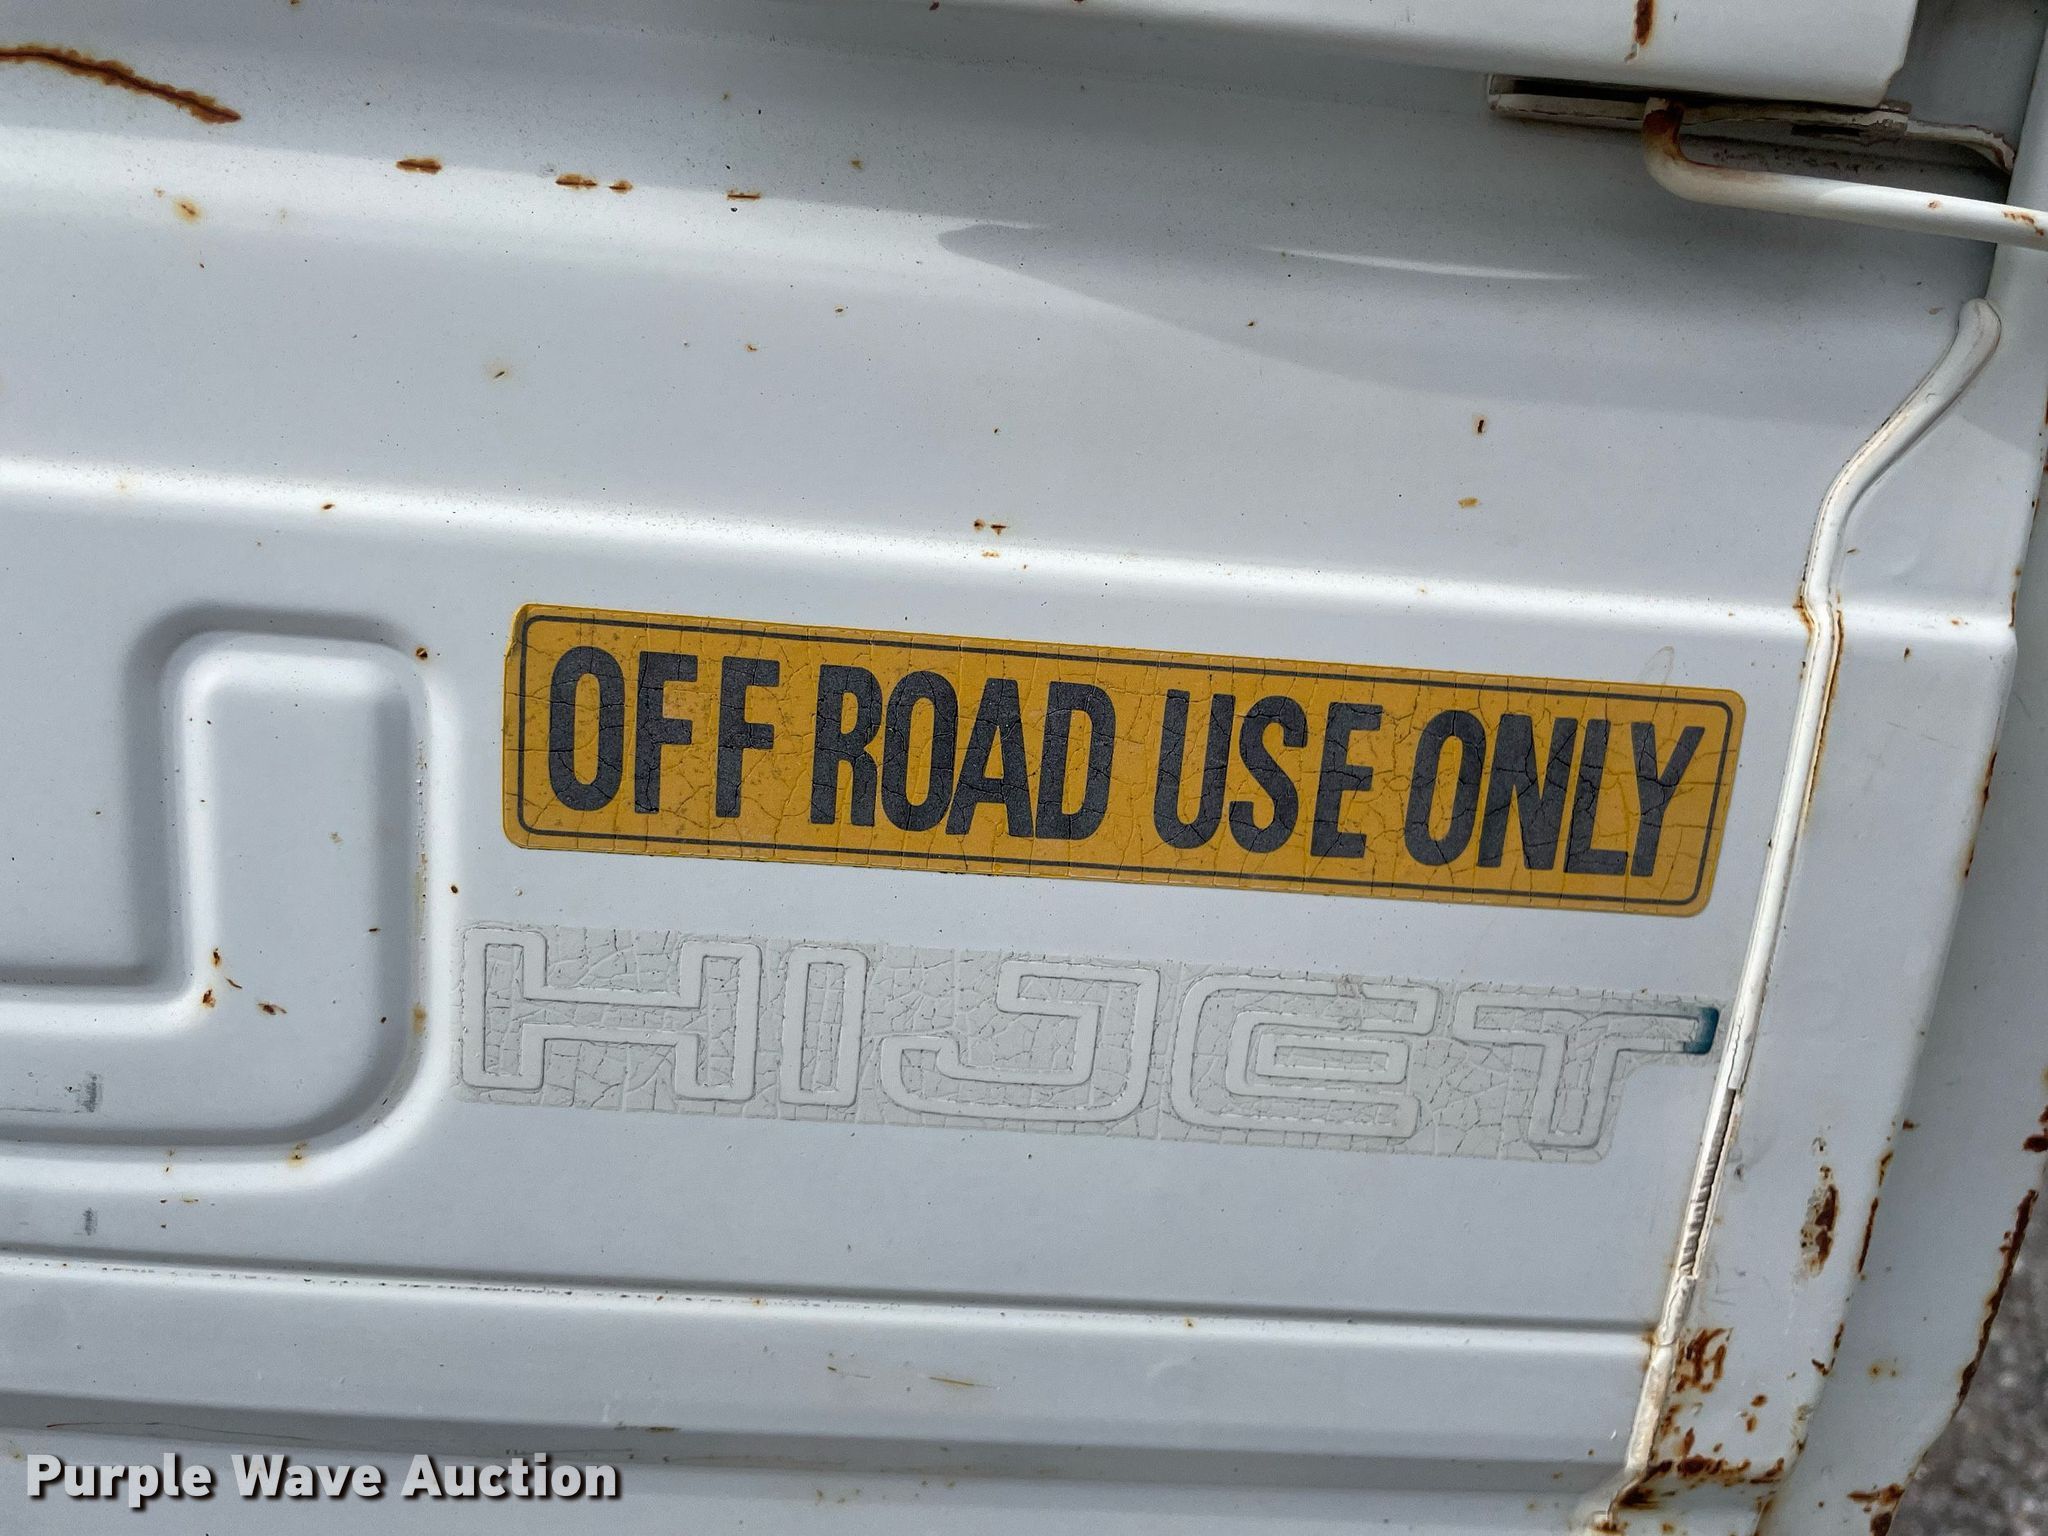 OFF ROAD USE ONLY
HIJET
Purple Wave Auction